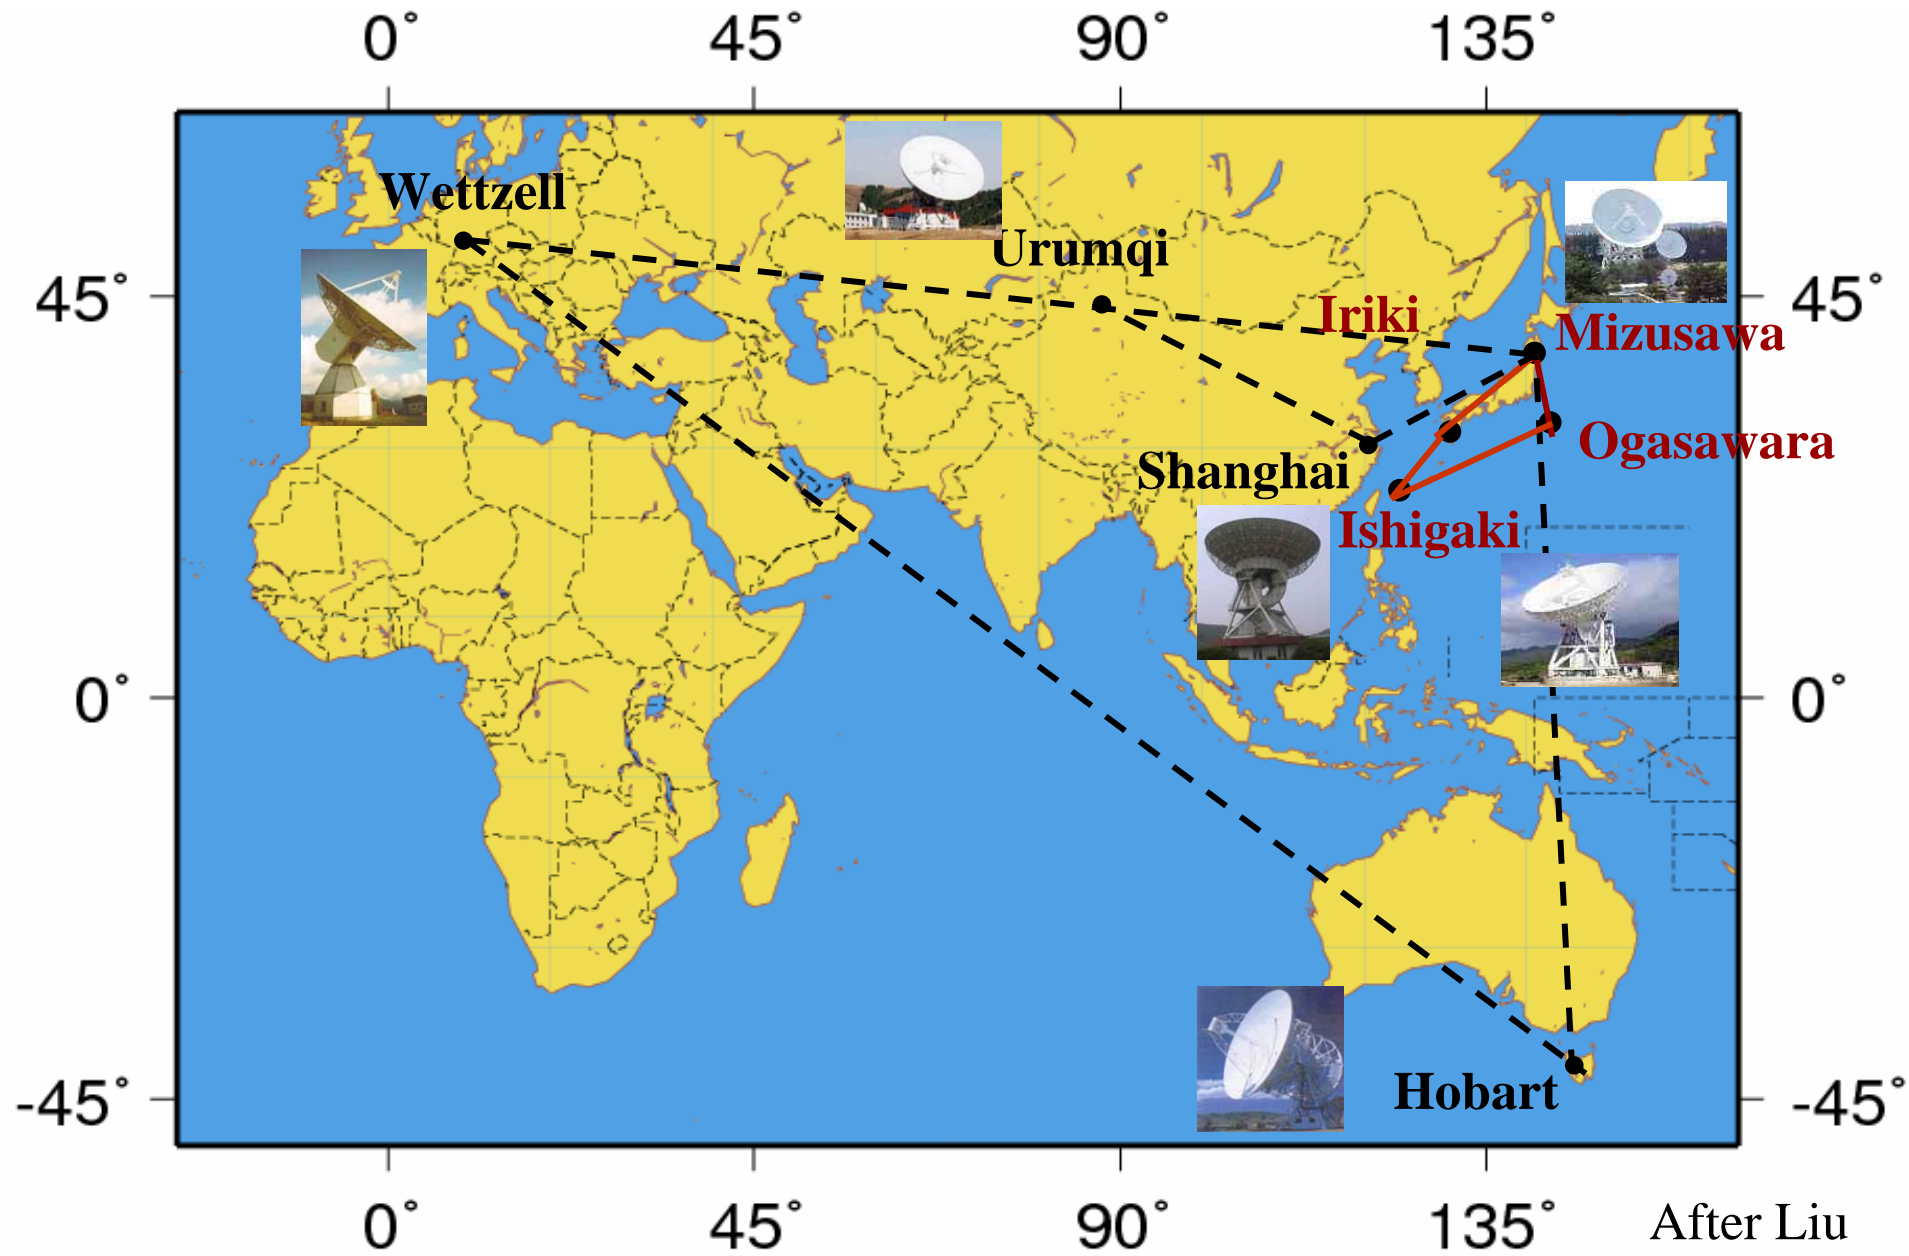 0° 45° 90° 135°
Wettzell
Urumqi
45° 45°
Iriki
Mizusawa
Ogasawara
Shanghai
Ishigaki
0° 0°
Hobart
-45° -45°
0° 45° 90° 135°
After Liu